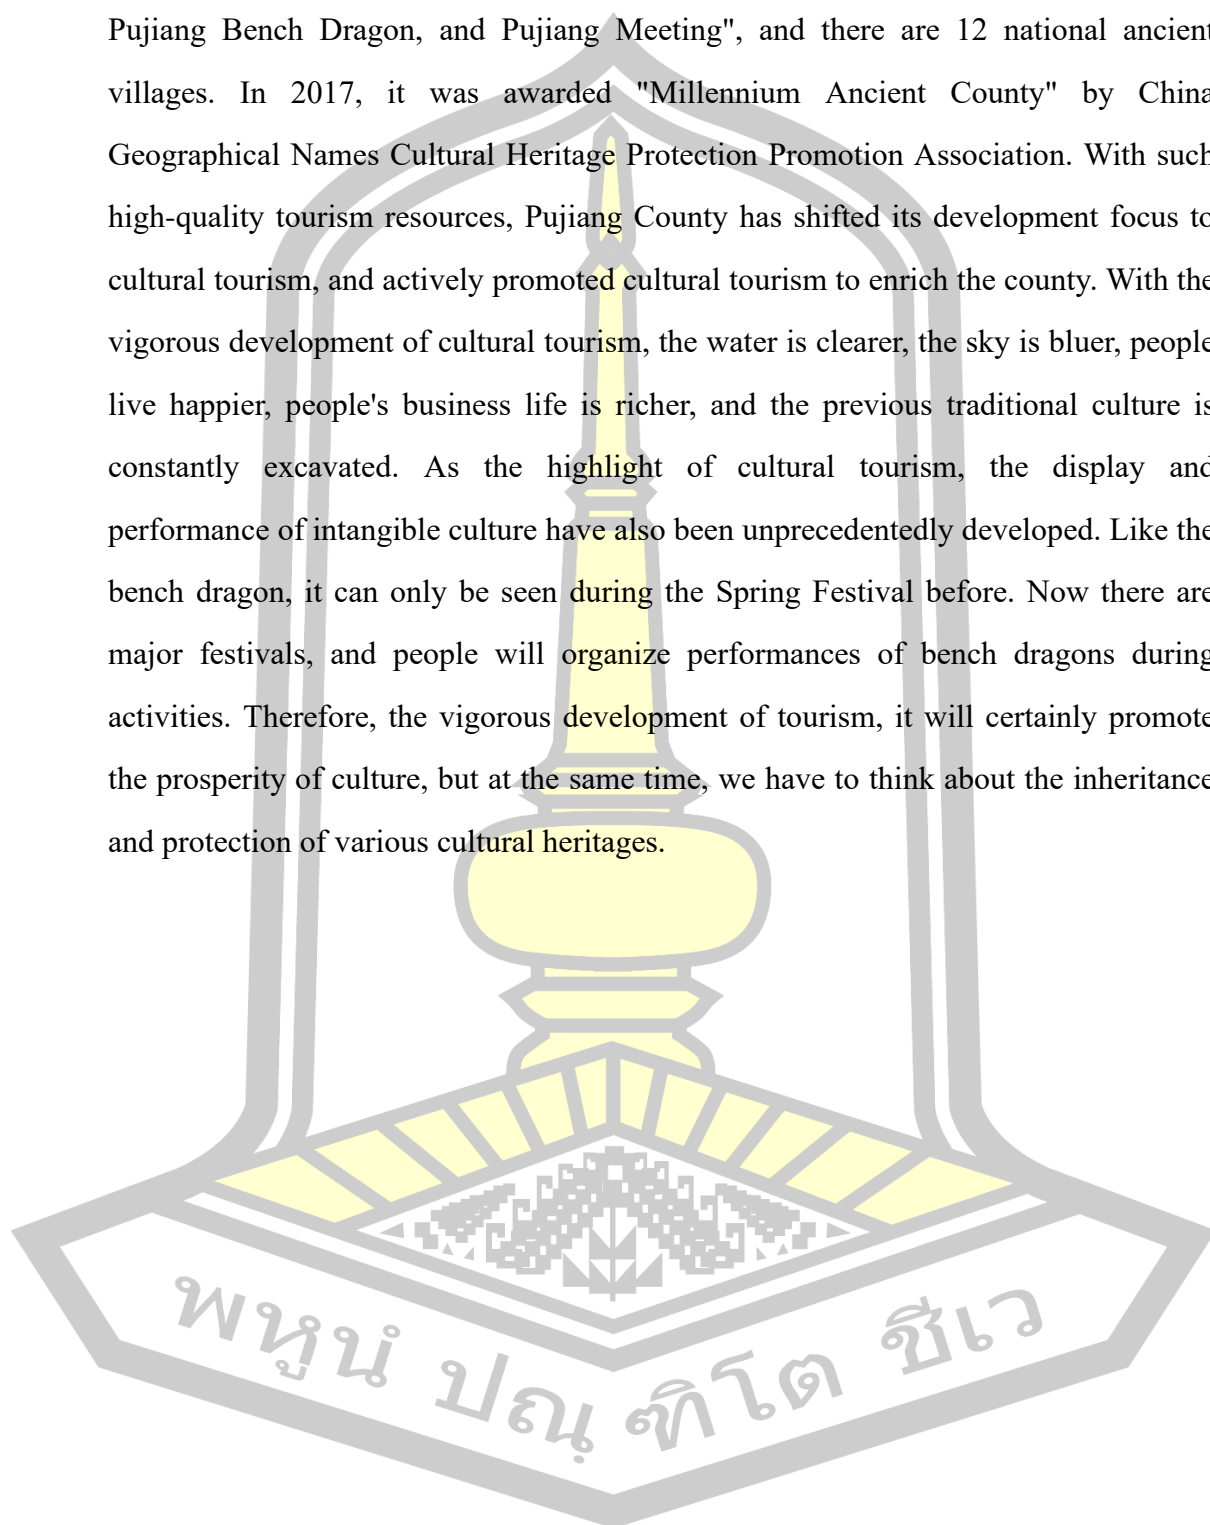 Pujiang Bench Dragon, and Pujiang Meeting", and there are 12 national ancient
villages. In 2017, it was awarded "Millennium Ancient County" by China
Geographical Names Cultural Heritage Protection Promotion Association. With such
high-quality tourism resources, Pujiang County has shifted its development focus to
cultural tourism, and actively promoted cultural tourism to enrich the county. With the
vigorous development of cultural tourism, the water is clearer, the sky is bluer, people
live happier, people's business life is richer, and the previous traditional culture is
constantly excavated. As the highlight of cultural tourism, the display and
performance of intangible culture have also been unprecedentedly developed. Like the
bench dragon, it can only be seen during the Spring Festival before. Now there are
major festivals, and people will organize performances of bench dragons during
activities. Therefore, the vigorous development of tourism, it will certainly promote
the prosperity of culture, but at the same time, we have to think about the inheritance
and protection of various cultural heritages.
พหูนํ ปณฺ ฑิโต ชีเว